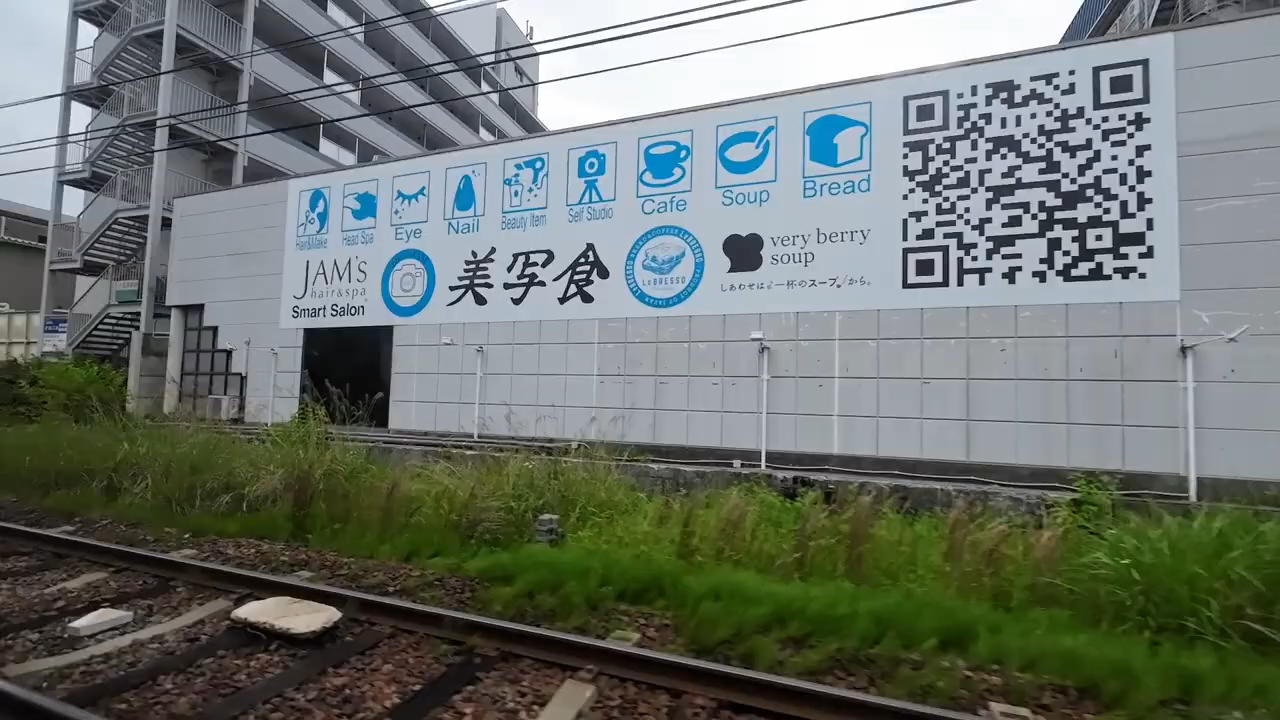 Hair&Make
Head Spa
Eye
Nail
Beauty Item
Self Studio
Cafe
Soup
Bread
JAM's
hair&spa
Smart Salon
美写食
LeBRESSO
very berry
soup
しあわせは一杯のスープから。